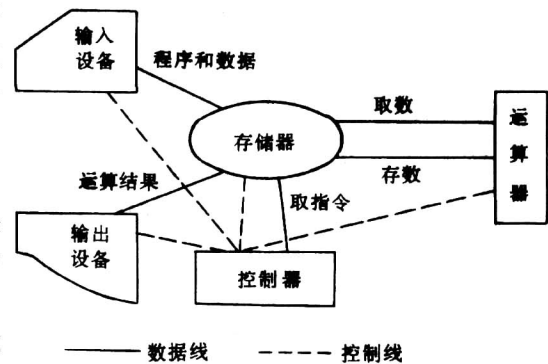 输入
设备
程序和数据
存储器
取数
存数
运
算
器
运算结果
取指令
输出
设备
控制器
数据线
控制线